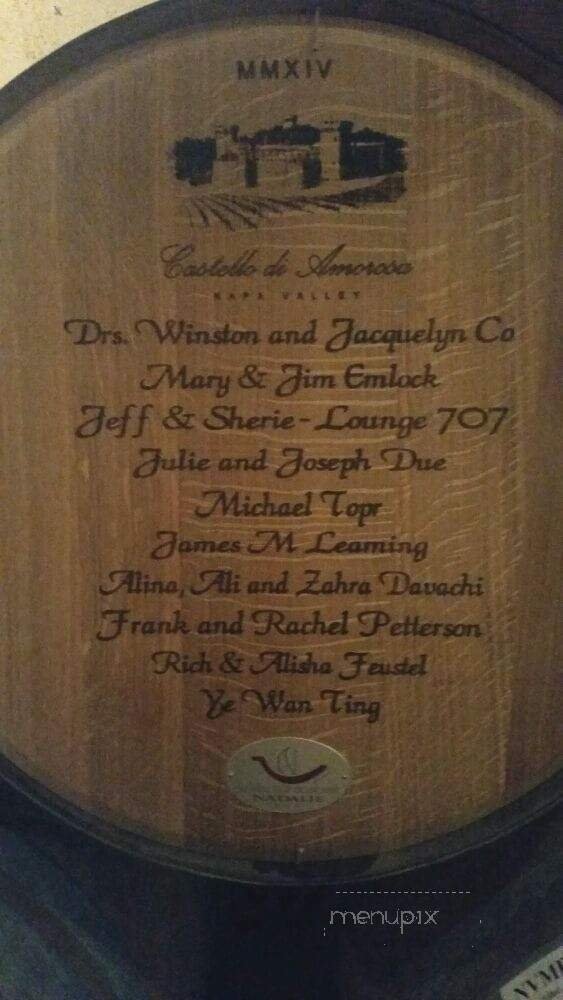 MMXIV
Castello di Amorosa
NAPA VALLEY
Drs. Winston and Jacquelyn Co
Mary & Jim Emlock
Jeff & Sherie-Lounge 707
Julie and Joseph Due
Michael Topr
James M Leaming
Alina, Ali and Zahra Davachi
Frank and Rachel Petterson
Rich & Alisha Feustel
Ye Wan Ting
NADALIE
menupix